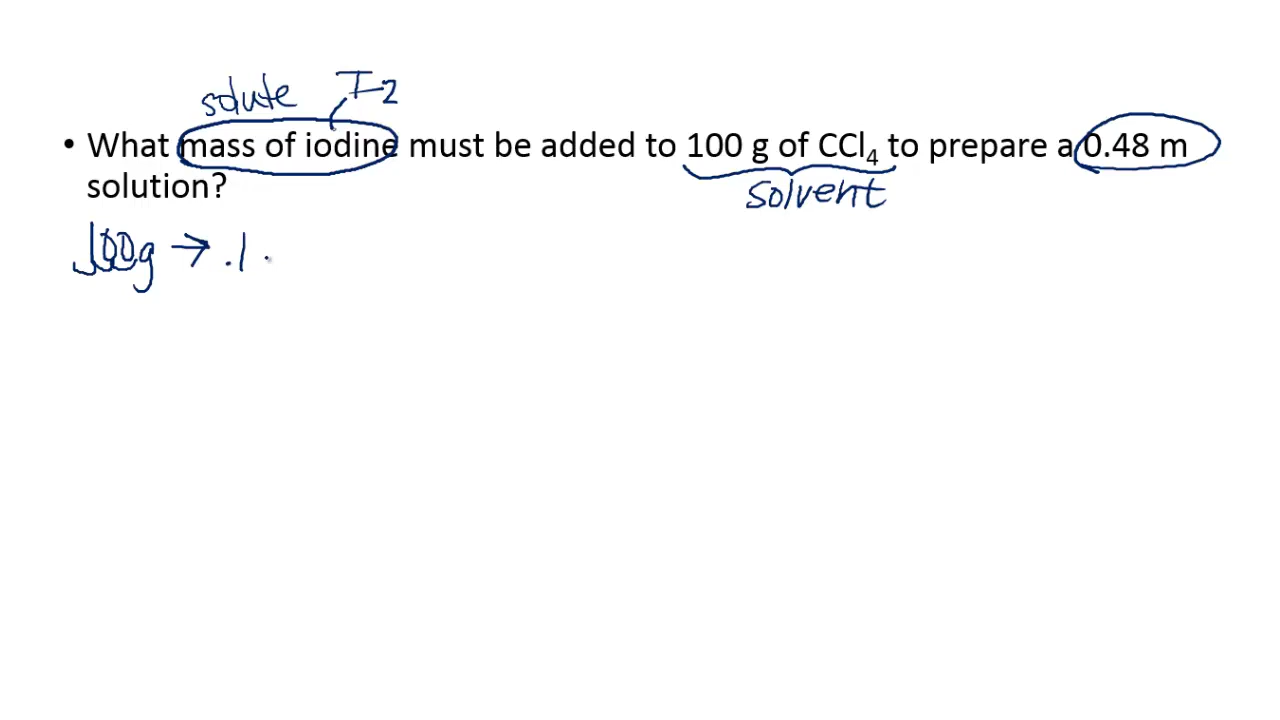 solute I2
• What mass of iodine must be added to 100 g of CCl4 to prepare a 0.48 m
solution?
solvent
100g → .1